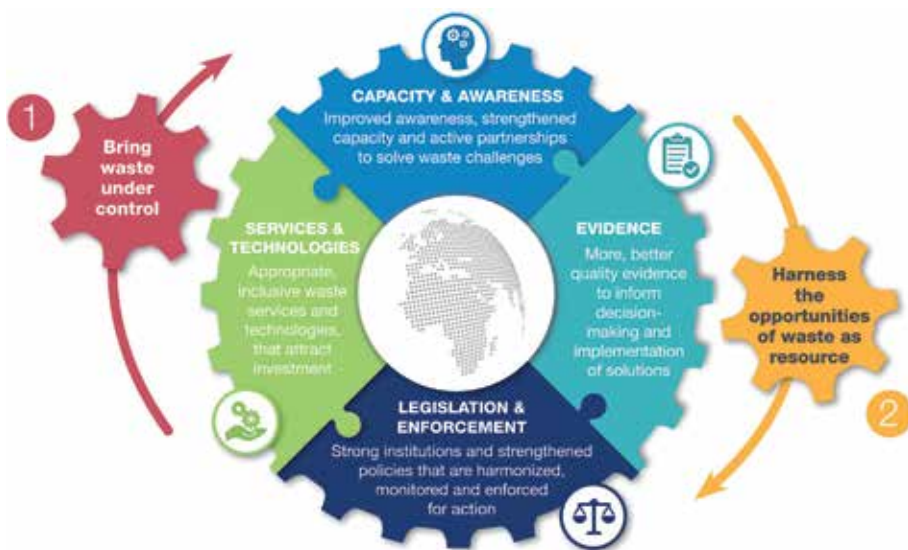 1
Bring
waste
under
control
CAPACITY & AWARENESS
Improved awareness, strengthened
capacity and active partnerships
to solve waste challenges
SERVICES &
TECHNOLOGIES
Appropriate,
inclusive waste
services and
technologies,
that attract
investment
EVIDENCE
More, better
quality evidence
to inform
decision-
making and
implementation
of solutions
LEGISLATION &
ENFORCEMENT
Strong institutions and strengthened
policies that are harmonized,
monitored and enforced
for action
Harness
the
opportunities
of waste as
resource
2